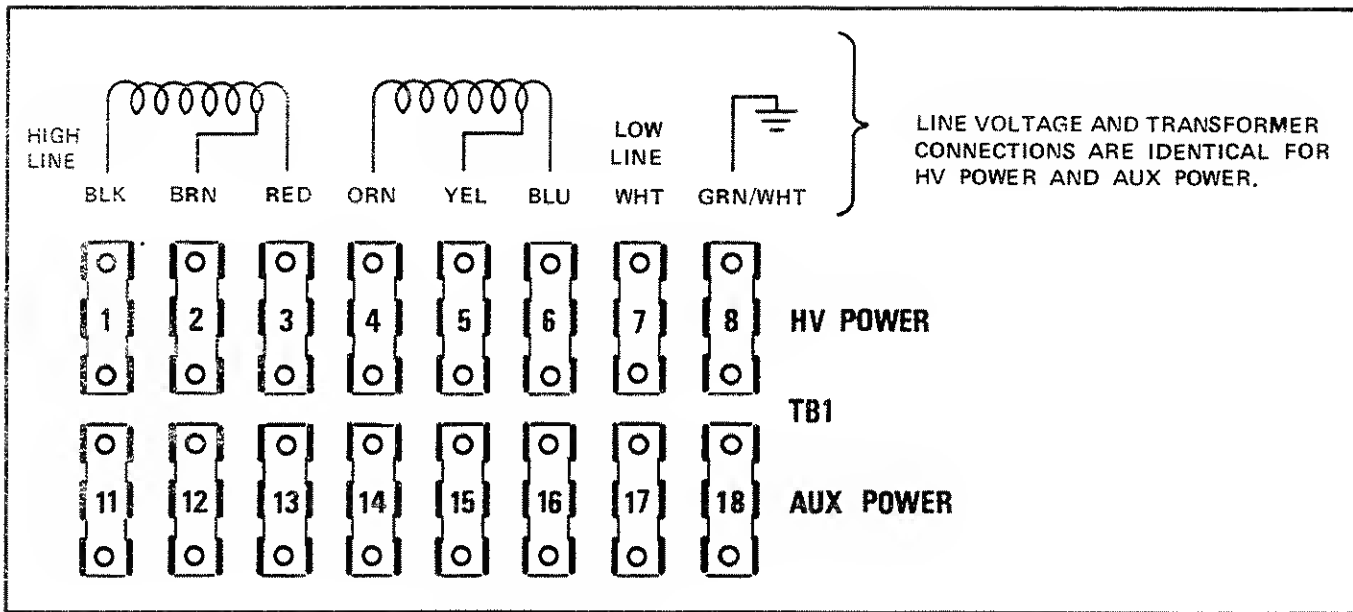 HIGH
LINE
LOW
LINE
BLK BRN RED ORN YEL BLU WHT GRN/WHT
LINE VOLTAGE AND TRANSFORMER
CONNECTIONS ARE IDENTICAL FOR
HV POWER AND AUX POWER.
1 2 3 4 5 6 7 8 HV POWER
TB1
11 12 13 14 15 16 17 18 AUX POWER